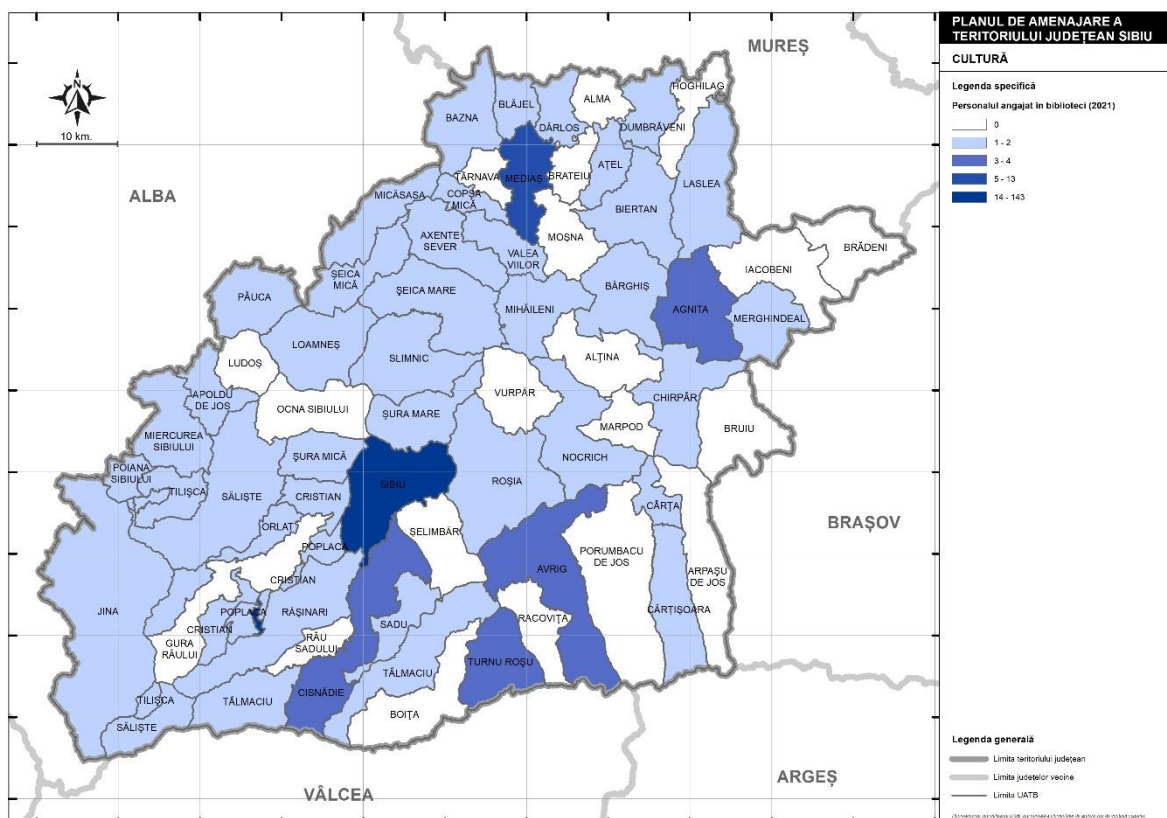 PLANUL DE AMENAJARE A
TERITORIULUI JUDEȚEAN SIBIU
CULTURĂ
Legenda specifică
Personalul angajat în biblioteci (2021)
0
1 - 2
3 - 4
5 - 13
14 - 143
10 km.
MUREȘ
ALBA
BRAȘOV
ARGEȘ
VÂLCEA
HOGHILAG
ALMA
BLĂJEL
BAZNA
DÂRLOS
DUMBRĂVENI
AȚEL
BRATEIU
MEDIAȘ
TÂRNAVA
LASLEA
MICĂSASA
COPȘA
MICĂ
BIERTAN
AXENTE
SEVER
MOȘNA
VALEA
VIILOR
BRĂDENI
IACOBENI
ȘEICA
MICĂ
ȘEICA MARE
BÂRGHIȘ
PĂUCA
MIHĂILENI
AGNITA
MERGHINDEAL
LOAMNEȘ
SLIMNIC
ALȚINA
LUDOȘ
VURPĂR
CHIRPĂR
APOLDU
DE JOS
OCNA SIBIULUI
ȘURA MARE
MARPOD
BRUIU
MIERCUREA
SIBIULUI
ȘURA MICĂ
NOCRICH
POIANA
SIBIULUI
TILIȘCA
SĂLIȘTE
CRISTIAN
SIBIU
ROȘIA
CÂRȚA
ORLAT
ȘELIMBĂR
POPLACA
PORUMBACU
DE JOS
AVRIG
ARPAȘU
DE JOS
CRISTIAN
JINA
POPLACA
RĂȘINARI
CÂRȚIȘOARA
RACOVIȚA
SADU
CRISTIAN
GURA
RÂULUI
RÂU
SADULUI
TURNU ROȘU
TĂLMACIU
CISNĂDIE
TILIȘCA
TĂLMACIU
BOIȚA
SĂLIȘTE
Legenda generală
Limita teritoriului județean
Limita județelor vecine
Limita UATB